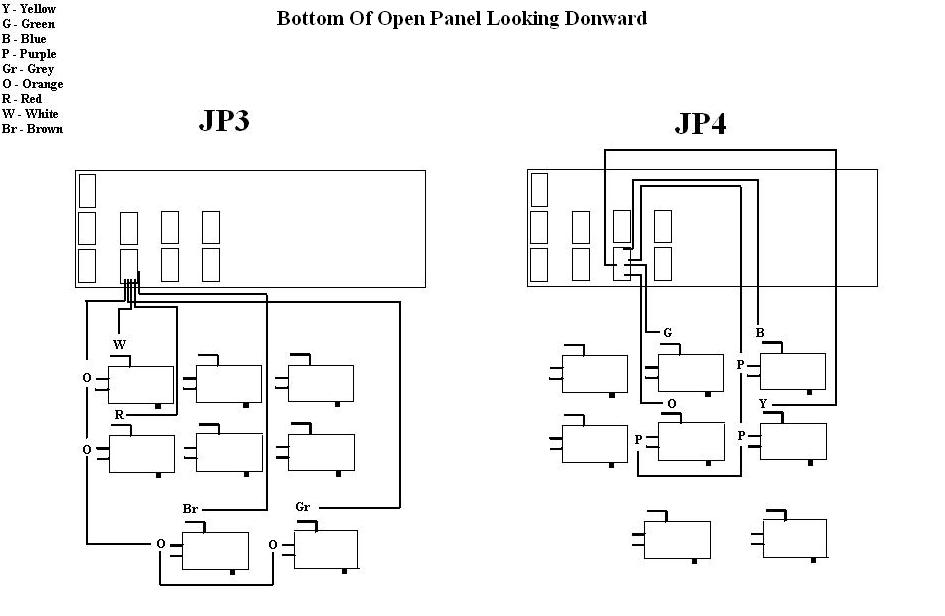 Y - Yellow
G - Green
B - Blue
P - Purple
Gr - Grey
O - Orange
R - Red
W - White
Br - Brown
Bottom Of Open Panel Looking Donward
JP3
JP4
W
O
R
O
Br
Gr
O
O
G
B
P
O
Y
P
P